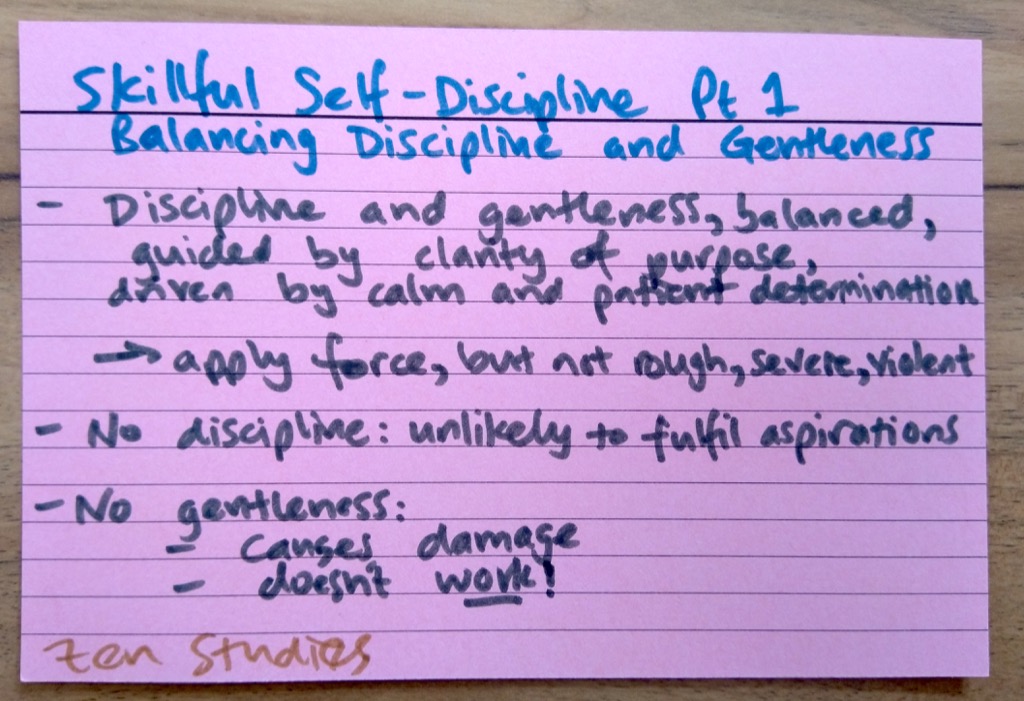 Skillful Self-Discipline Pt 1
Balancing Discipline and Gentleness
- Discipline and gentleness, balanced,
guided by clarity of purpose,
driven by calm and patient determination
→ apply force, but not rough, severe, violent
- No discipline: unlikely to fulfil aspirations
- No gentleness:
- causes damage
- doesn't work!
Zen Studies